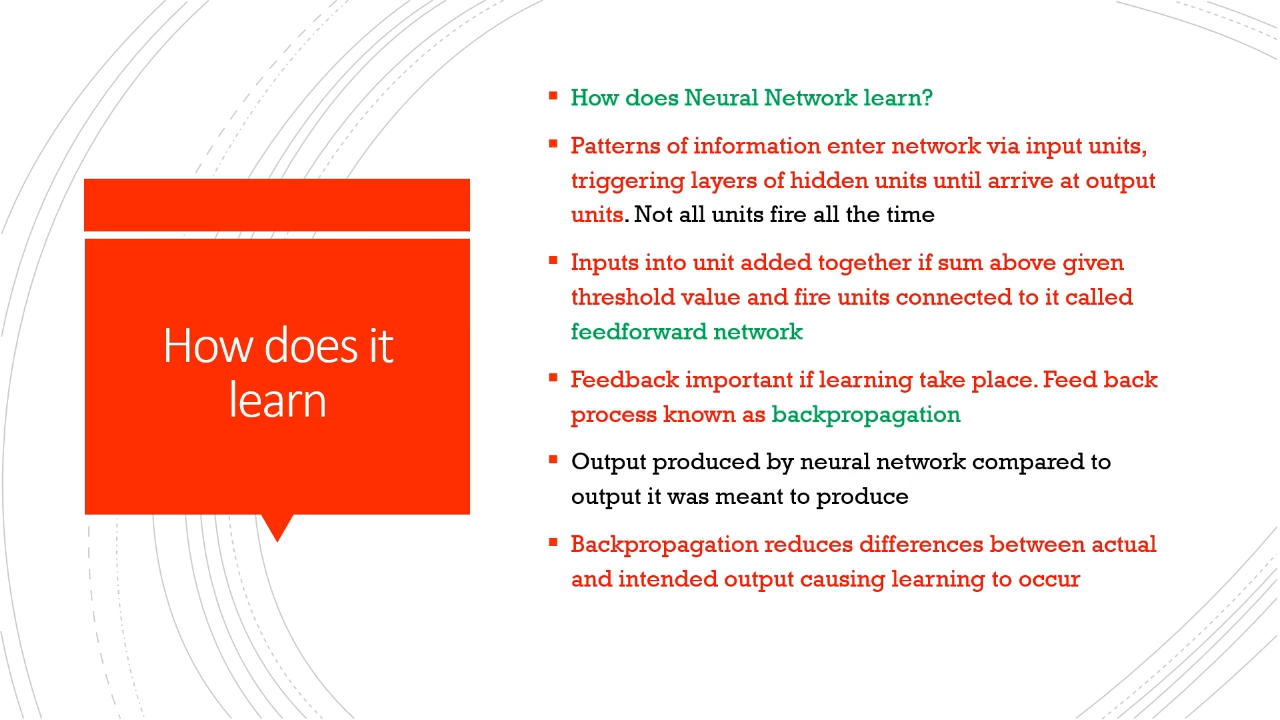 How does it
learn
How does Neural Network learn?
Patterns of information enter network via input units,
triggering layers of hidden units until arrive at output
units. Not all units fire all the time
Inputs into unit added together if sum above given
threshold value and fire units connected to it called
feedforward network
Feedback important if learning take place. Feed back
process known as backpropagation
Output produced by neural network compared to
output it was meant to produce
Backpropagation reduces differences between actual
and intended output causing learning to occur